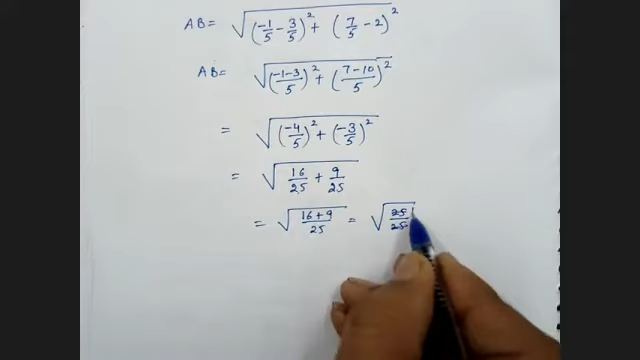 AB = √((-1/5 - 3/5)² + (7/5 - 2)²)
AB = √(((-1-3)/5)² + ((7-10)/5)²)
= √((-4/5)² + (-3/5)²)
= √(16/25 + 9/25)
= √((16+9)/25) = √(25/25)